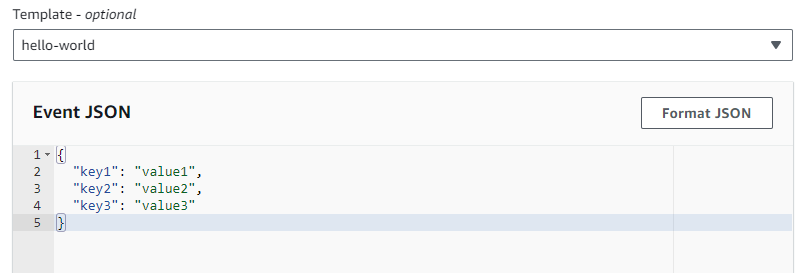 Template - optional
hello-world
Event JSON
Format JSON
1 {
2 "key1": "value1",
3 "key2": "value2",
4 "key3": "value3"
5 }